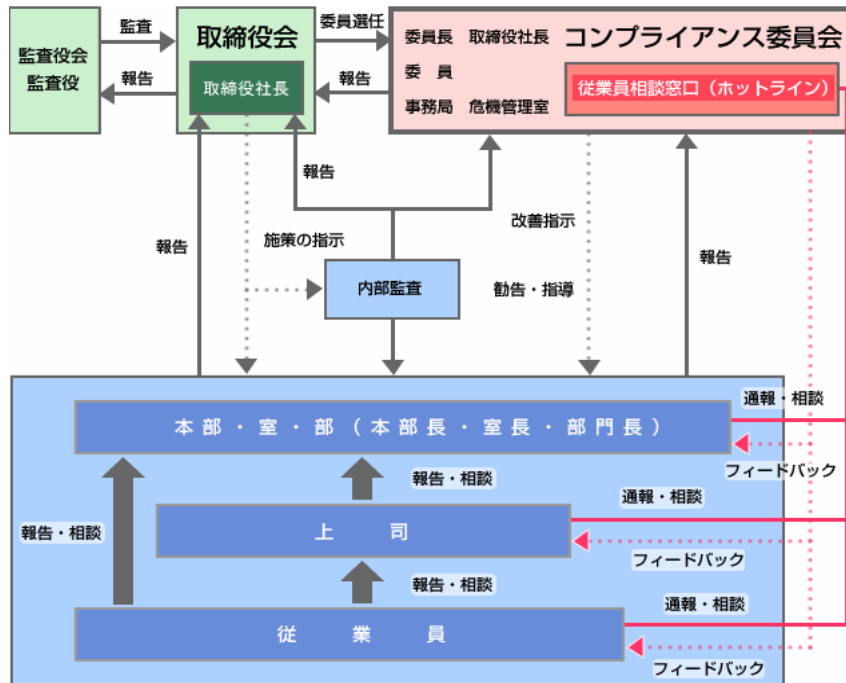 監査役会
監査役
監査
報告
取締役会
取締役社長
委員選任
報告
委員長 取締役社長
委 員
事務局 危機管理室
コンプライアンス委員会
従業員相談窓口(ホットライン)
報告
報告
施策の指示
改善指示
勧告・指導
報告
内部監査
本部・室・部(本部長・室長・部門長)
通報・相談
フィードバック
報告・相談
報告・相談
上 司
通報・相談
フィードバック
報告・相談
従 業 員
通報・相談
フィードバック